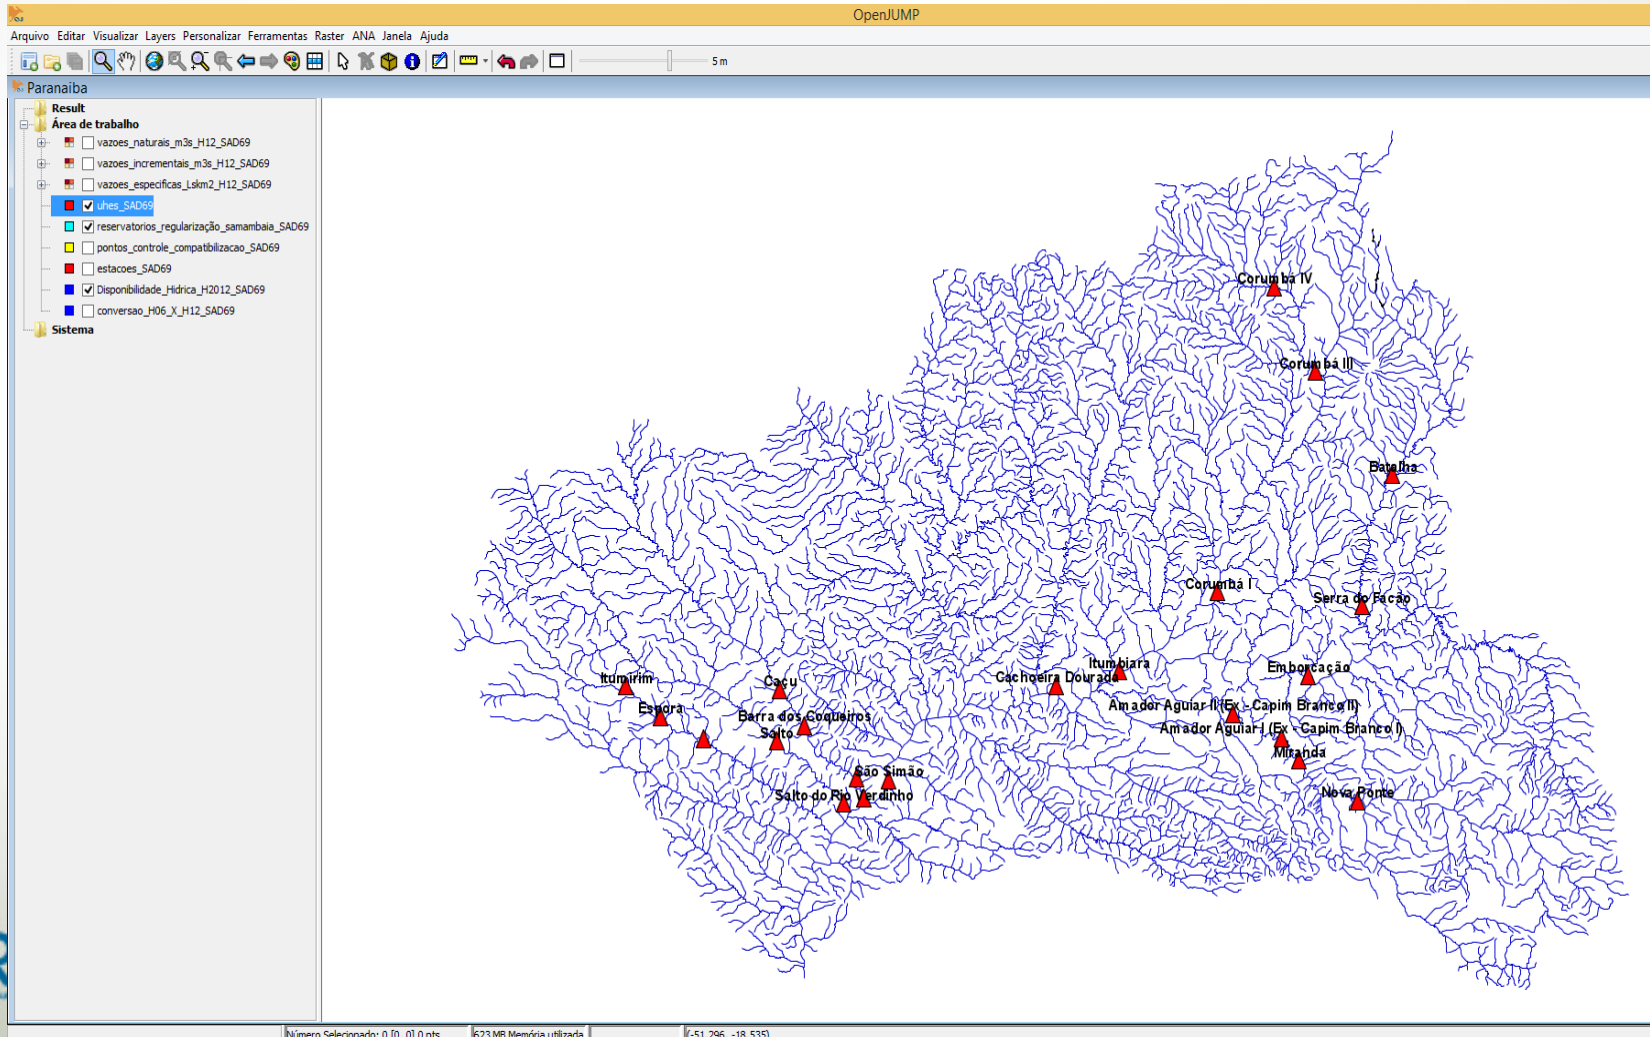 OpenJUMP
Arquivo Editar Visualizar Layers Personalizar Ferramentas Raster ANA Janela Ajuda
5 m
Paranaiba
Result
Área de trabalho
vazoes_naturais_m3s_H12_SAD69
vazoes_incrementais_m3s_H12_SAD69
vazoes_especificas_Lskm2_H12_SAD69
uhes_SAD69
reservatorios_regularização_samambaia_SAD69
pontos_controle_compatibilizacao_SAD69
estacoes_SAD69
Disponibilidade_Hidrica_H2012_SAD69
conversao_H06_X_H12_SAD69
Sistema
Corumbá IV
Corumbá III
Batalha
Corumbá I
Serra do Facão
Itumbiara
Emborcação
Cachoeira Dourada
Itumirim
Caçu
Espora
Amador Aguiar II (Ex - Capim Branco II)
Barra dos Coqueiros
Amador Aguiar I (Ex - Capim Branco I)
Salto
Miranda
São Simão
Nova Ponte
Salto do Rio Verdinho
Número Selecionado: 0 [0, 0] 0 pts
623 MB Memória utilizada
(-51.296, -18.535)